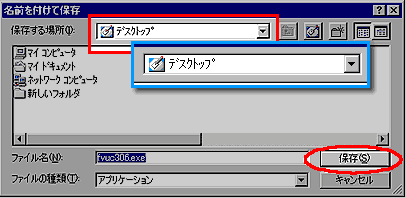 名前を付けて保存
保存する場所(I):
デスクトップ
デスクトップ
マイ コンピュータ
マイ ドキュメント
ネットワーク コンピュータ
新しいフォルダ
ファイル名(N):
fvuc306.exe
保存(S)
ファイルの種類(T):
アプリケーション
キャンセル